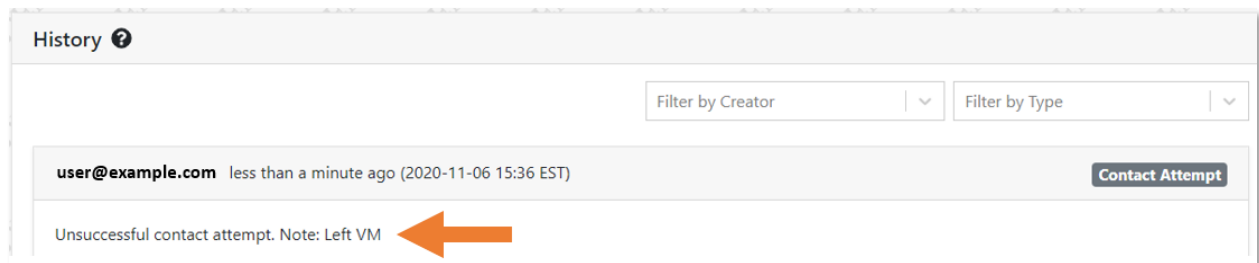 History ?
Filter by Creator
Filter by Type
user@example.com less than a minute ago (2020-11-06 15:36 EST)
Contact Attempt
Unsuccessful contact attempt. Note: Left VM